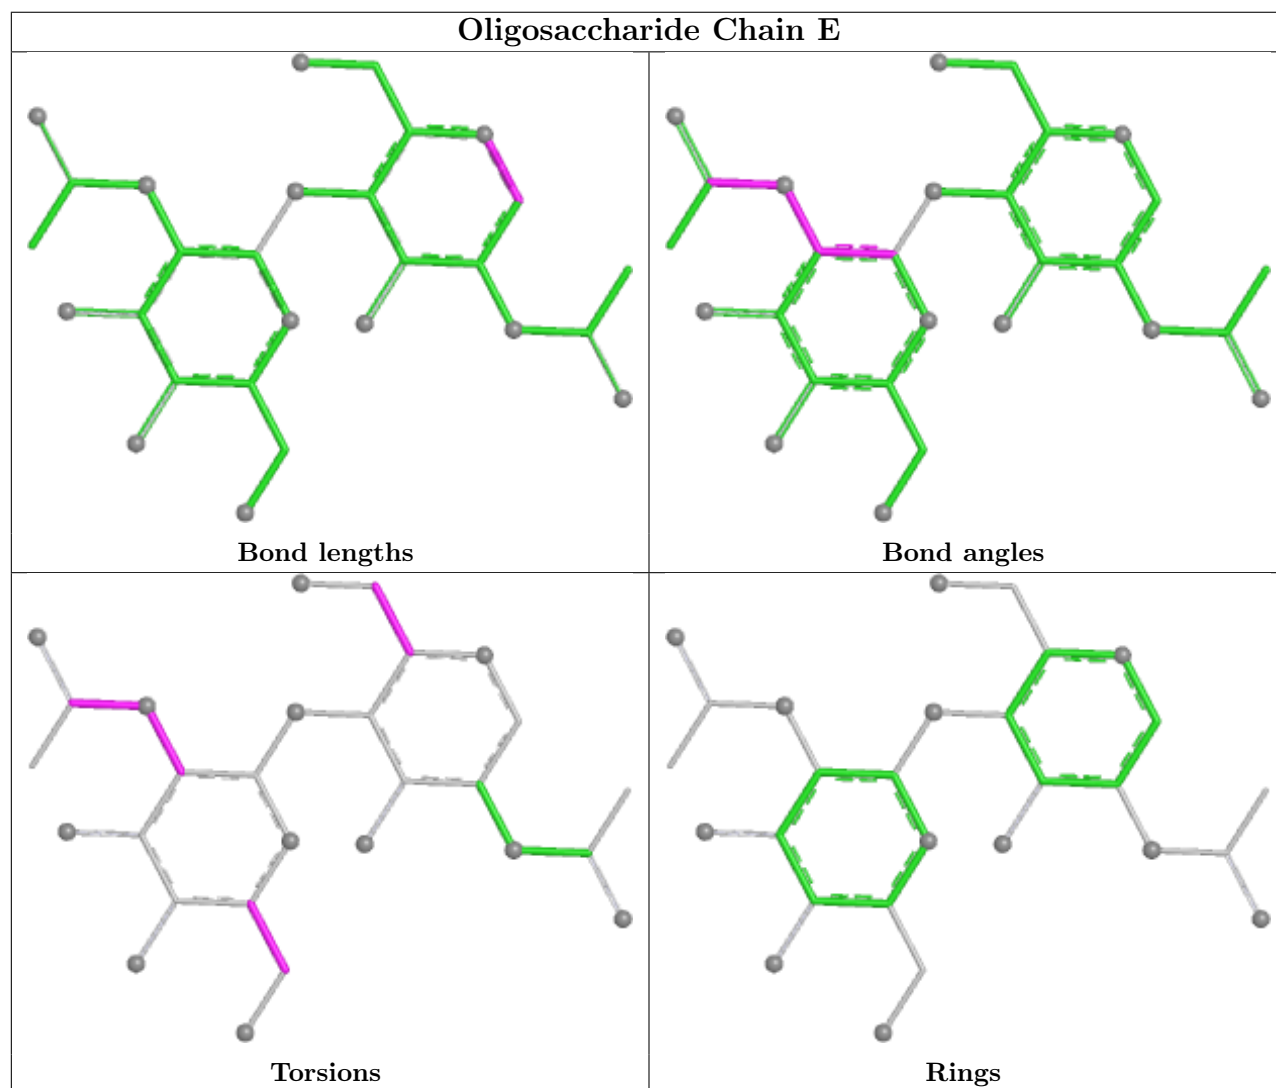 Oligosaccharide Chain E
Bond lengths
Bond angles
Torsions
Rings